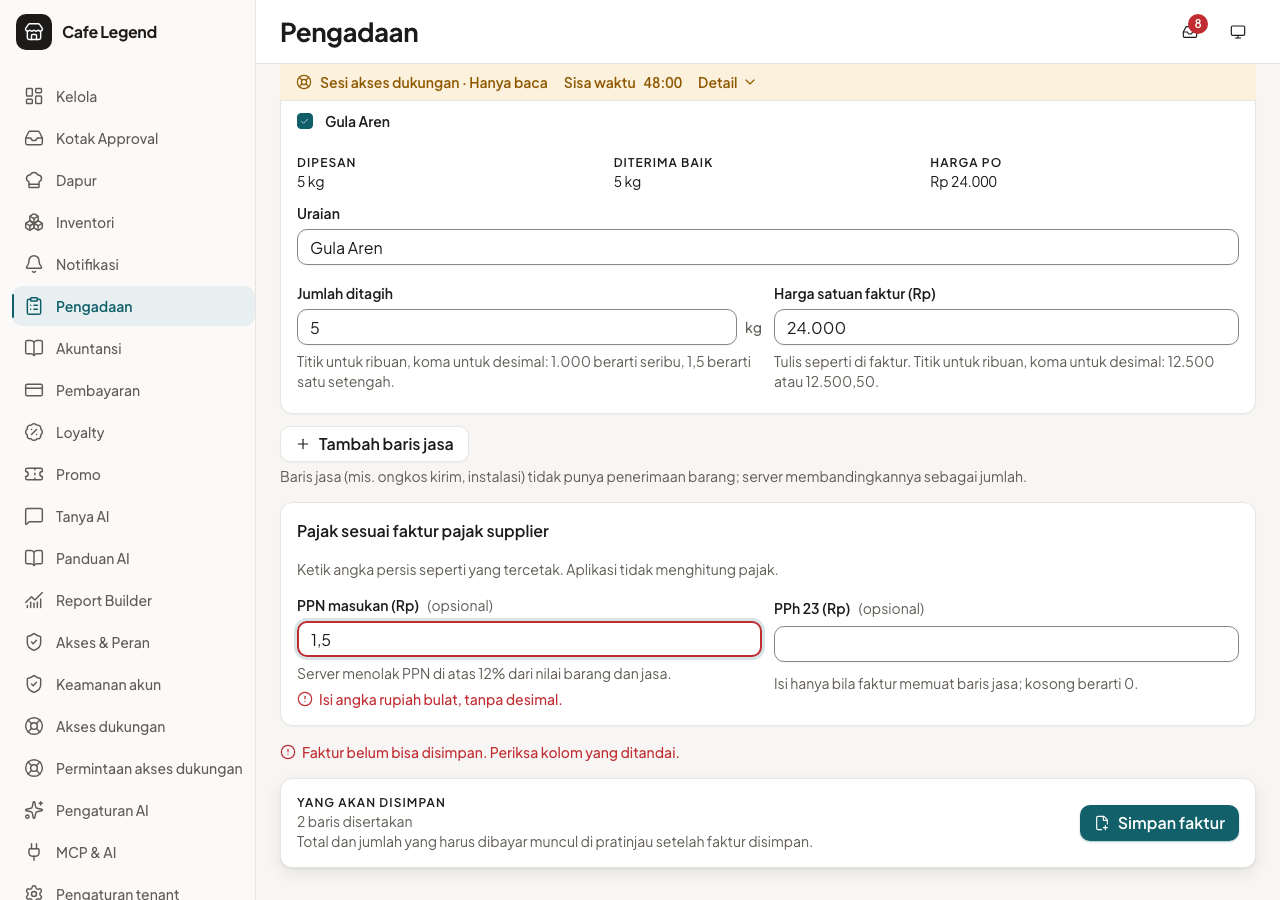 Cafe Legend
Pengadaan
8
Kelola
Kotak Approval
Dapur
Inventori
Notifikasi
Pengadaan
Akuntansi
Pembayaran
Loyalty
Promo
Tanya AI
Panduan AI
Report Builder
Akses & Peran
Keamanan akun
Akses dukungan
Permintaan akses dukungan
Pengaturan AI
MCP & AI
Pengaturan tenant
Sesi akses dukungan · Hanya baca Sisa waktu 48:00 Detail
Gula Aren
DIPESAN DITERIMA BAIK HARGA PO
5 kg 5 kg Rp 24.000
Uraian
Gula Aren
Jumlah ditagih Harga satuan faktur (Rp)
5 kg 24.000
Titik untuk ribuan, koma untuk desimal: 1.000 berarti seribu, 1,5 berarti Tulis seperti di faktur. Titik untuk ribuan, koma untuk desimal: 12.500
satu setengah. atau 12.500,50.
Tambah baris jasa
Baris jasa (mis. ongkos kirim, instalasi) tidak punya penerimaan barang; server membandingkannya sebagai jumlah.
Pajak sesuai faktur pajak supplier
Ketik angka persis seperti yang tercetak. Aplikasi tidak menghitung pajak.
PPN masukan (Rp) (opsional) PPh 23 (Rp) (opsional)
1,5
Server menolak PPN di atas 12% dari nilai barang dan jasa. Isi hanya bila faktur memuat baris jasa; kosong berarti 0.
Isi angka rupiah bulat, tanpa desimal.
Faktur belum bisa disimpan. Periksa kolom yang ditandai.
YANG AKAN DISIMPAN
2 baris disertakan
Total dan jumlah yang harus dibayar muncul di pratinjau setelah faktur disimpan.
Simpan faktur